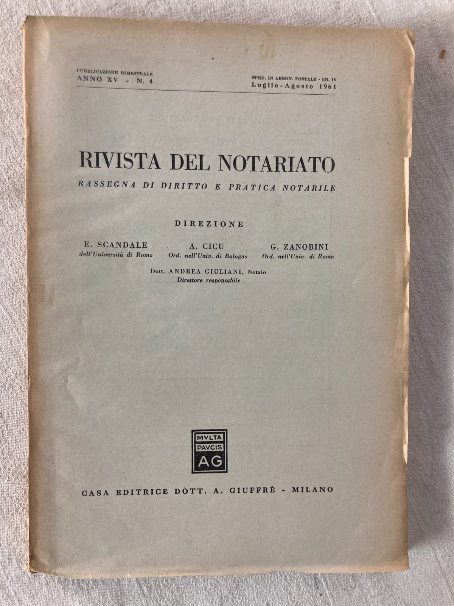 PUBBLICAZIONE BIMESTRALE
ANNO XV - N. 4
SPED. IN ABBON. POSTALE - GR. IV
Luglio-Agosto 1961
RIVISTA DEL NOTARIATO
RASSEGNA DI DIRITTO E PRATICA NOTARILE
DIREZIONE
E. SCANDALE
dell'Università di Roma
A. CICU
Ord. nell'Univ. di Bologna
G. ZANOBINI
Ord. nell'Univ. di Roma
Dott. ANDREA GIULIANI, Notaio
Direttore responsabile
MVLTA
PAVCIS
AG
CASA EDITRICE DOTT. A. GIUFFRÈ - MILANO